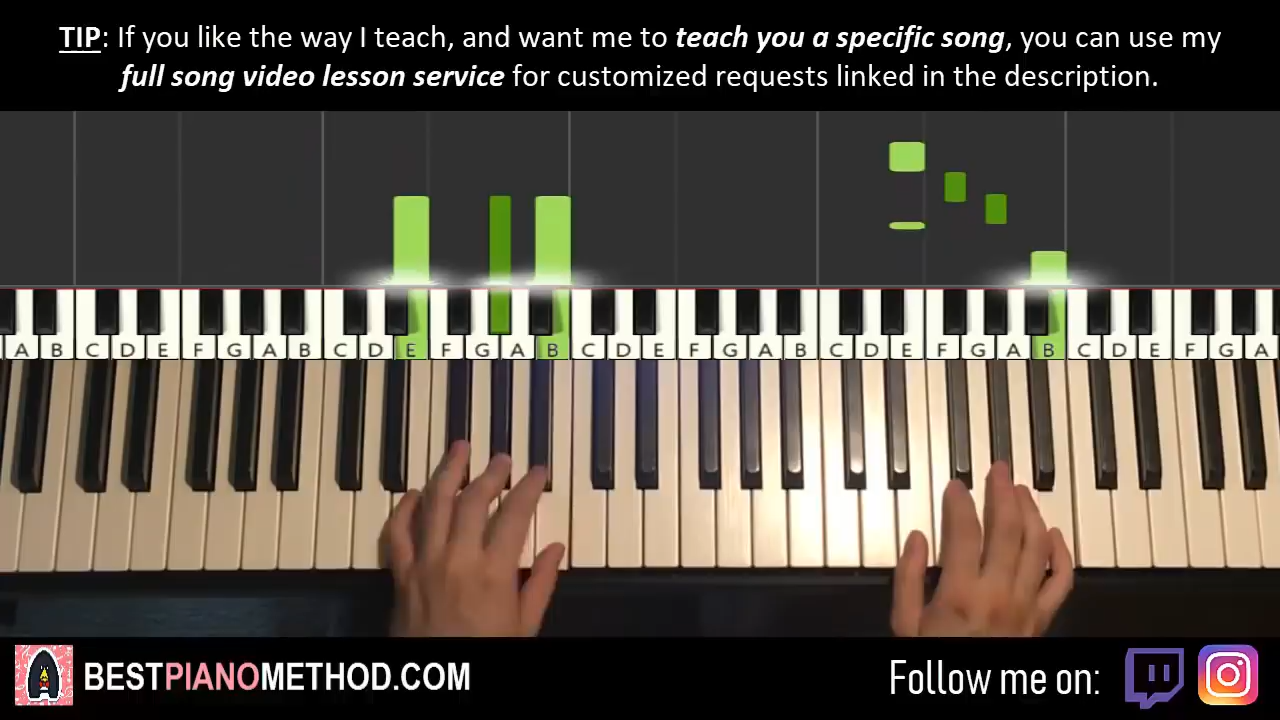 TIP: If you like the way I teach, and want me to teach you a specific song, you can use my
full song video lesson service for customized requests linked in the description.
A B C D E F G A B C D E F G A B C D E F G A B C D E F G A B C D E F G A
BESTPIANOMETHOD.COM Follow me on: